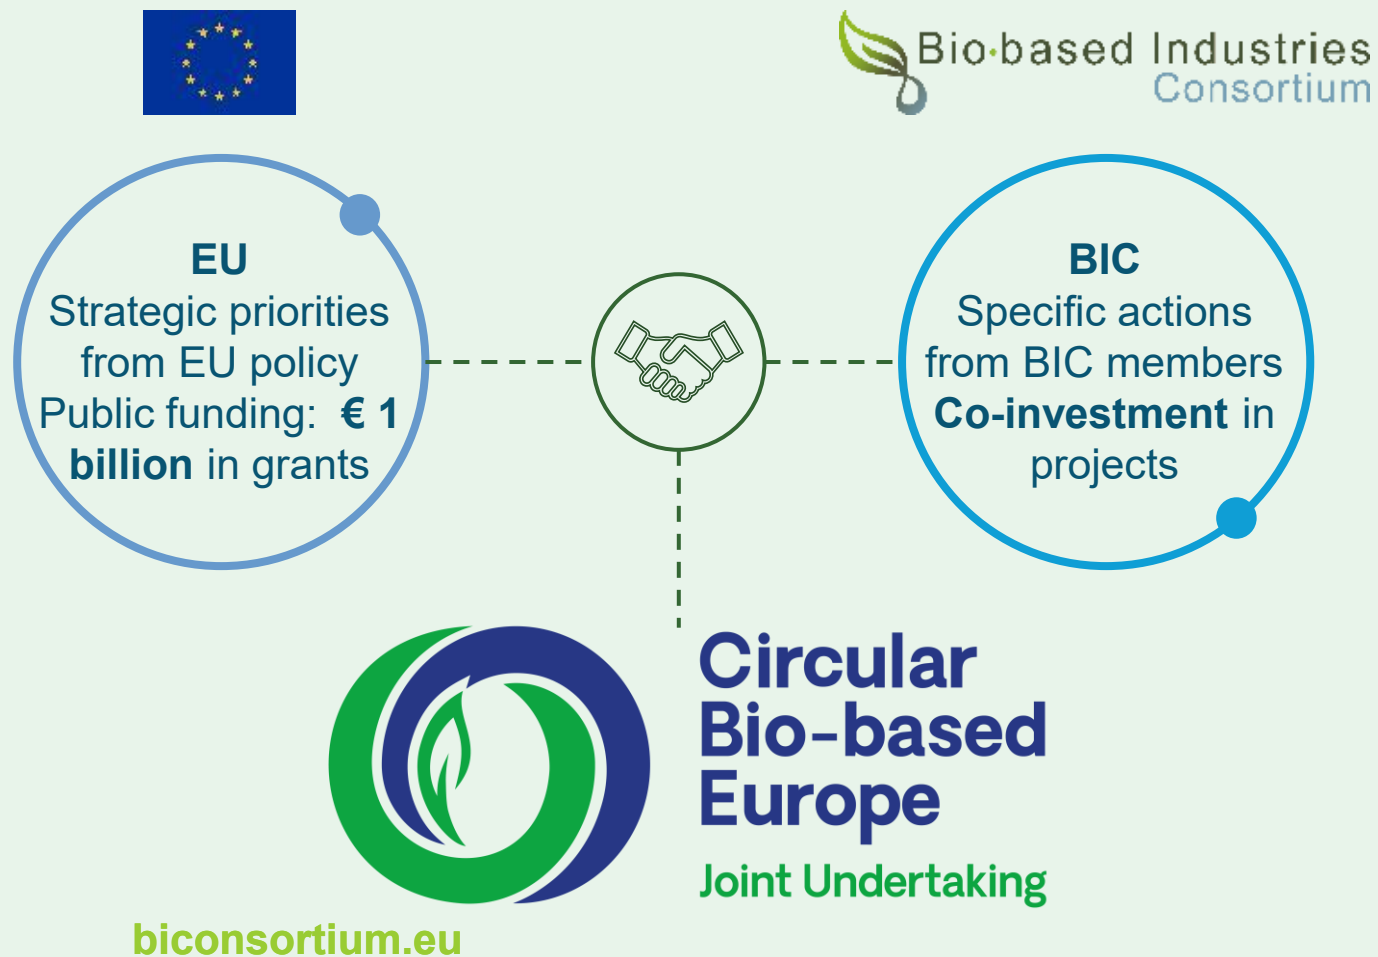 Bio·based Industries
Consortium
EU
Strategic priorities
from EU policy
Public funding: € 1
billion in grants
BIC
Specific actions
from BIC members
Co-investment in
projects
Circular
Bio-based
Europe
Joint Undertaking
biconsortium.eu